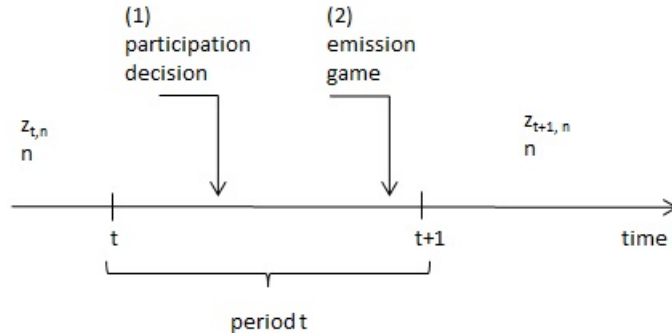 (1)
participation
decision
(2)
emission
game
z_{t,n}
n
z_{t+1, n}
n
t
t+1
time
period t